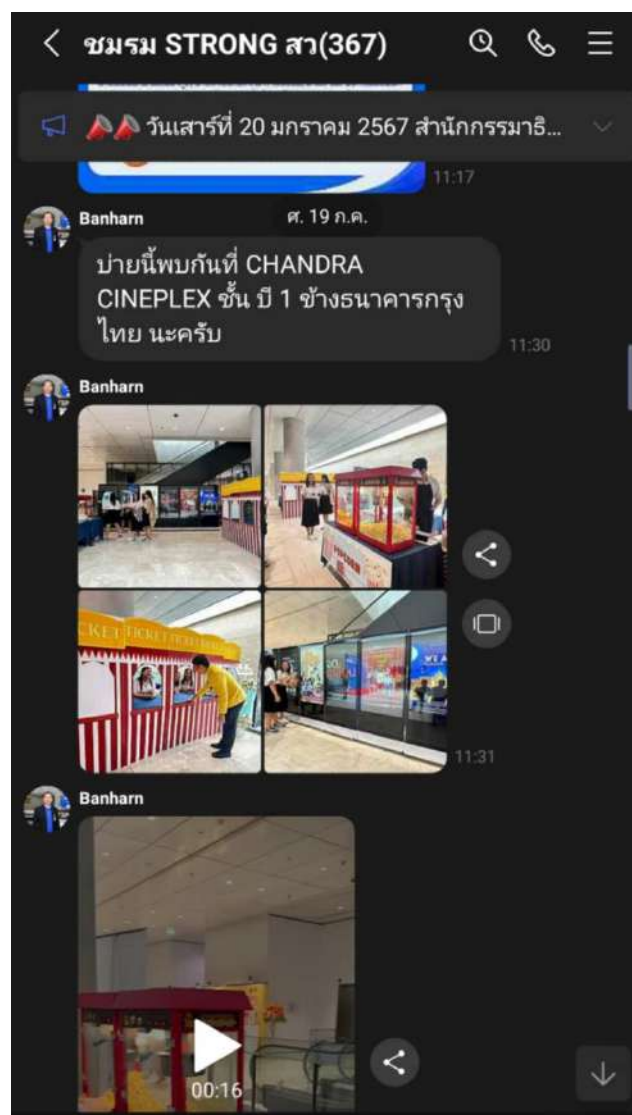 ชมรม STRONG สว(367)
วันเสาร์ที่ 20 มกราคม 2567 สำนักกรรมาธิ...
11:17
ศ. 19 ก.ค.
Banharn
บ่ายนี้พบกันที่ CHANDRA
CINEPLEX ชั้น บี 1 ข้างธนาคารกรุง
ไทย นะครับ
11:30
Banharn
POPCORN
TICKET TICKET
11:31
Banharn
00:16